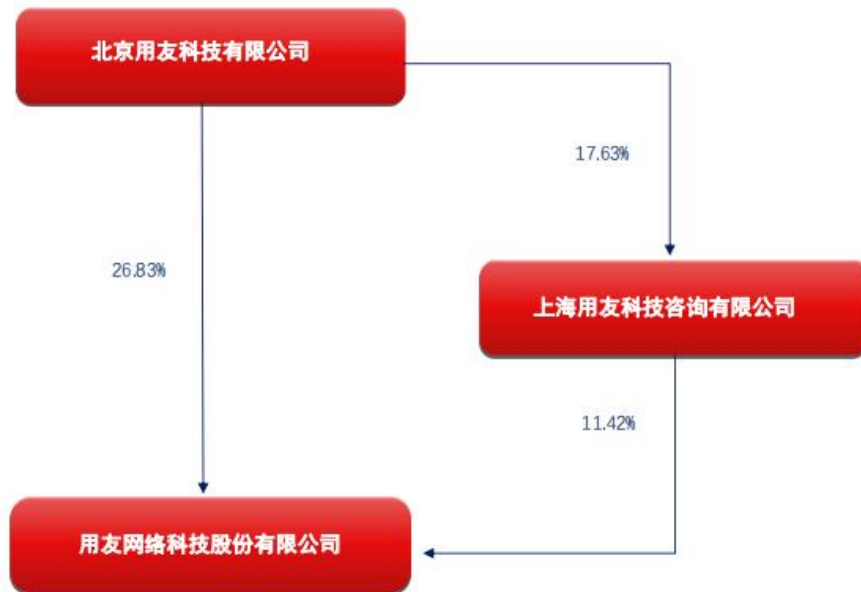 北京用友科技有限公司
17.63%
26.83%
上海用友科技咨询有限公司
11.42%
用友网络科技股份有限公司